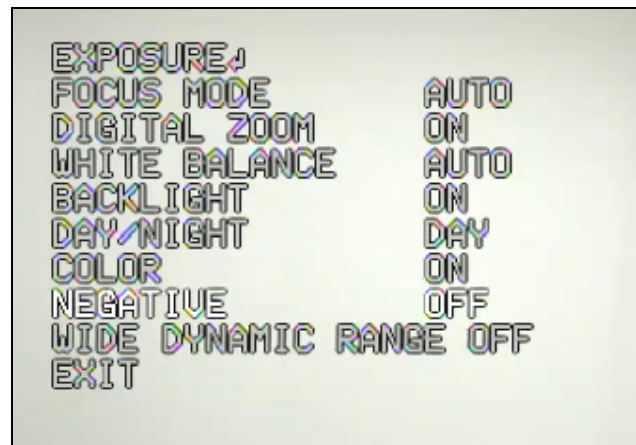 EXPOSURE↲
FOCUS MODE AUTO
DIGITAL ZOOM ON
WHITE BALANCE AUTO
BACKLIGHT ON
DAY/NIGHT DAY
COLOR ON
NEGATIVE OFF
WIDE DYNAMIC RANGE OFF
EXIT